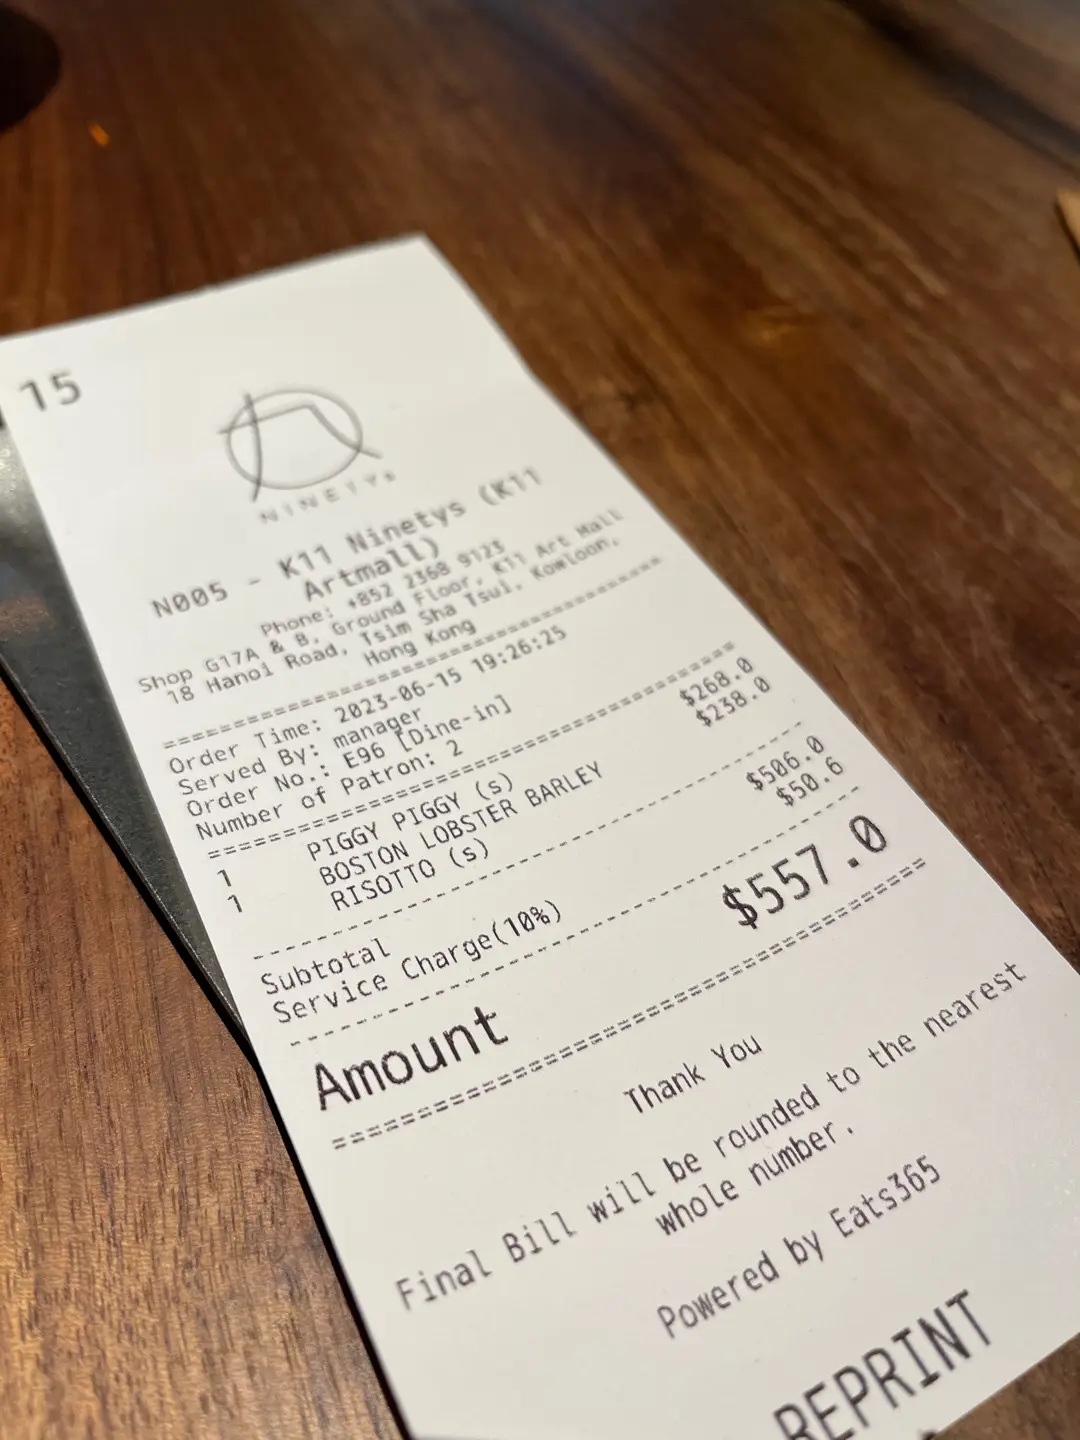 15
NINETYs
N005 - K11 Ninetys (K11
Artmall)
Phone: +852 2368 9123
Shop G17A & B, Ground Floor, K11 Art Mall
18 Hanoi Road, Tsim Sha Tsui, Kowloon,
Hong Kong
=========================================
Order Time: 2023-06-15 19:26:25
Served By: manager
Order No.: E96 [Dine-in]
Number of Patron: 2
=========================================
1 PIGGY PIGGY (s) $268.0
1 BOSTON LOBSTER BARLEY $238.0
RISOTTO (s)
-----------------------------------------
Subtotal $506.0
Service Charge(10%) $50.6
-----------------------------------------
Amount $557.0
=========================================
Thank You
Final Bill will be rounded to the nearest
whole number.
Powered by Eats365
REPRINT